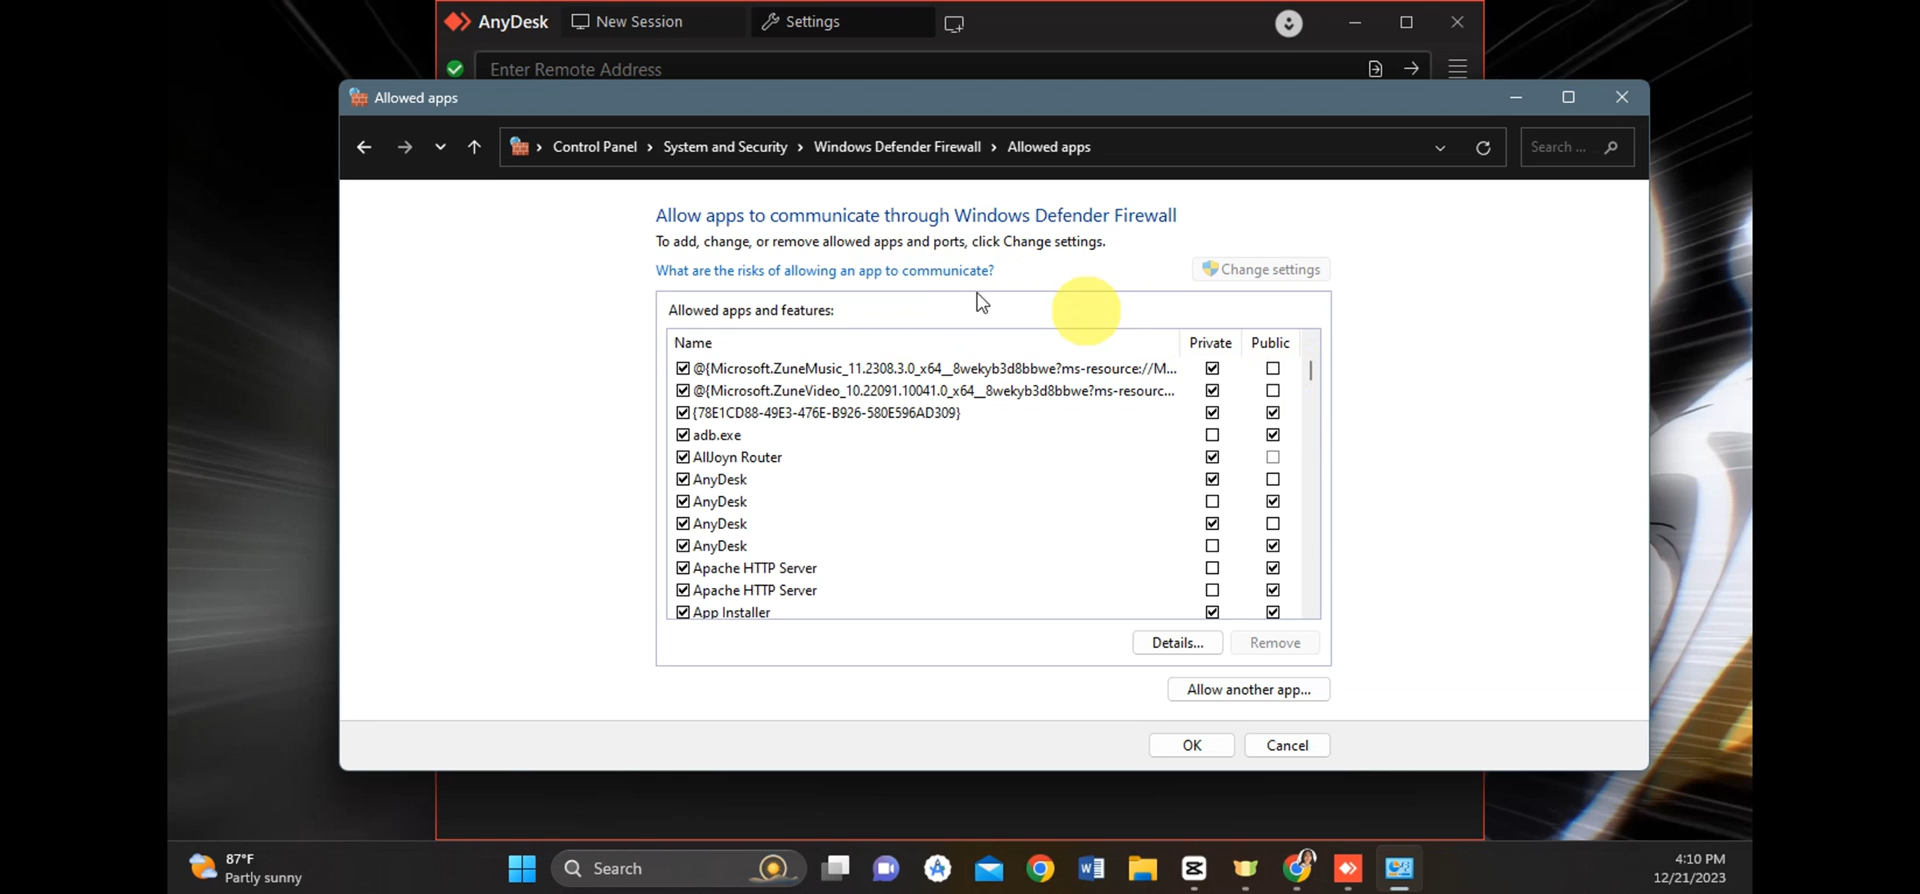 AnyDesk New Session Settings
Enter Remote Address
Allowed apps
Control Panel System and Security Windows Defender Firewall Allowed apps Search ...
Allow apps to communicate through Windows Defender Firewall
To add, change, or remove allowed apps and ports, click Change settings.
What are the risks of allowing an app to communicate? Change settings
Allowed apps and features:
Name Private Public
@{Microsoft.ZuneMusic_11.2308.3.0_x64__8wekyb3d8bbwe?ms-resource://M...
@{Microsoft.ZuneVideo_10.22091.10041.0_x64__8wekyb3d8bbwe?ms-resourc...
{78E1CD88-49E3-476E-B926-580E596AD309}
adb.exe
AllJoyn Router
AnyDesk
AnyDesk
AnyDesk
AnyDesk
Apache HTTP Server
Apache HTTP Server
App Installer
Details... Remove
Allow another app...
OK Cancel
87°F
Partly sunny
Search
4:10 PM
12/21/2023